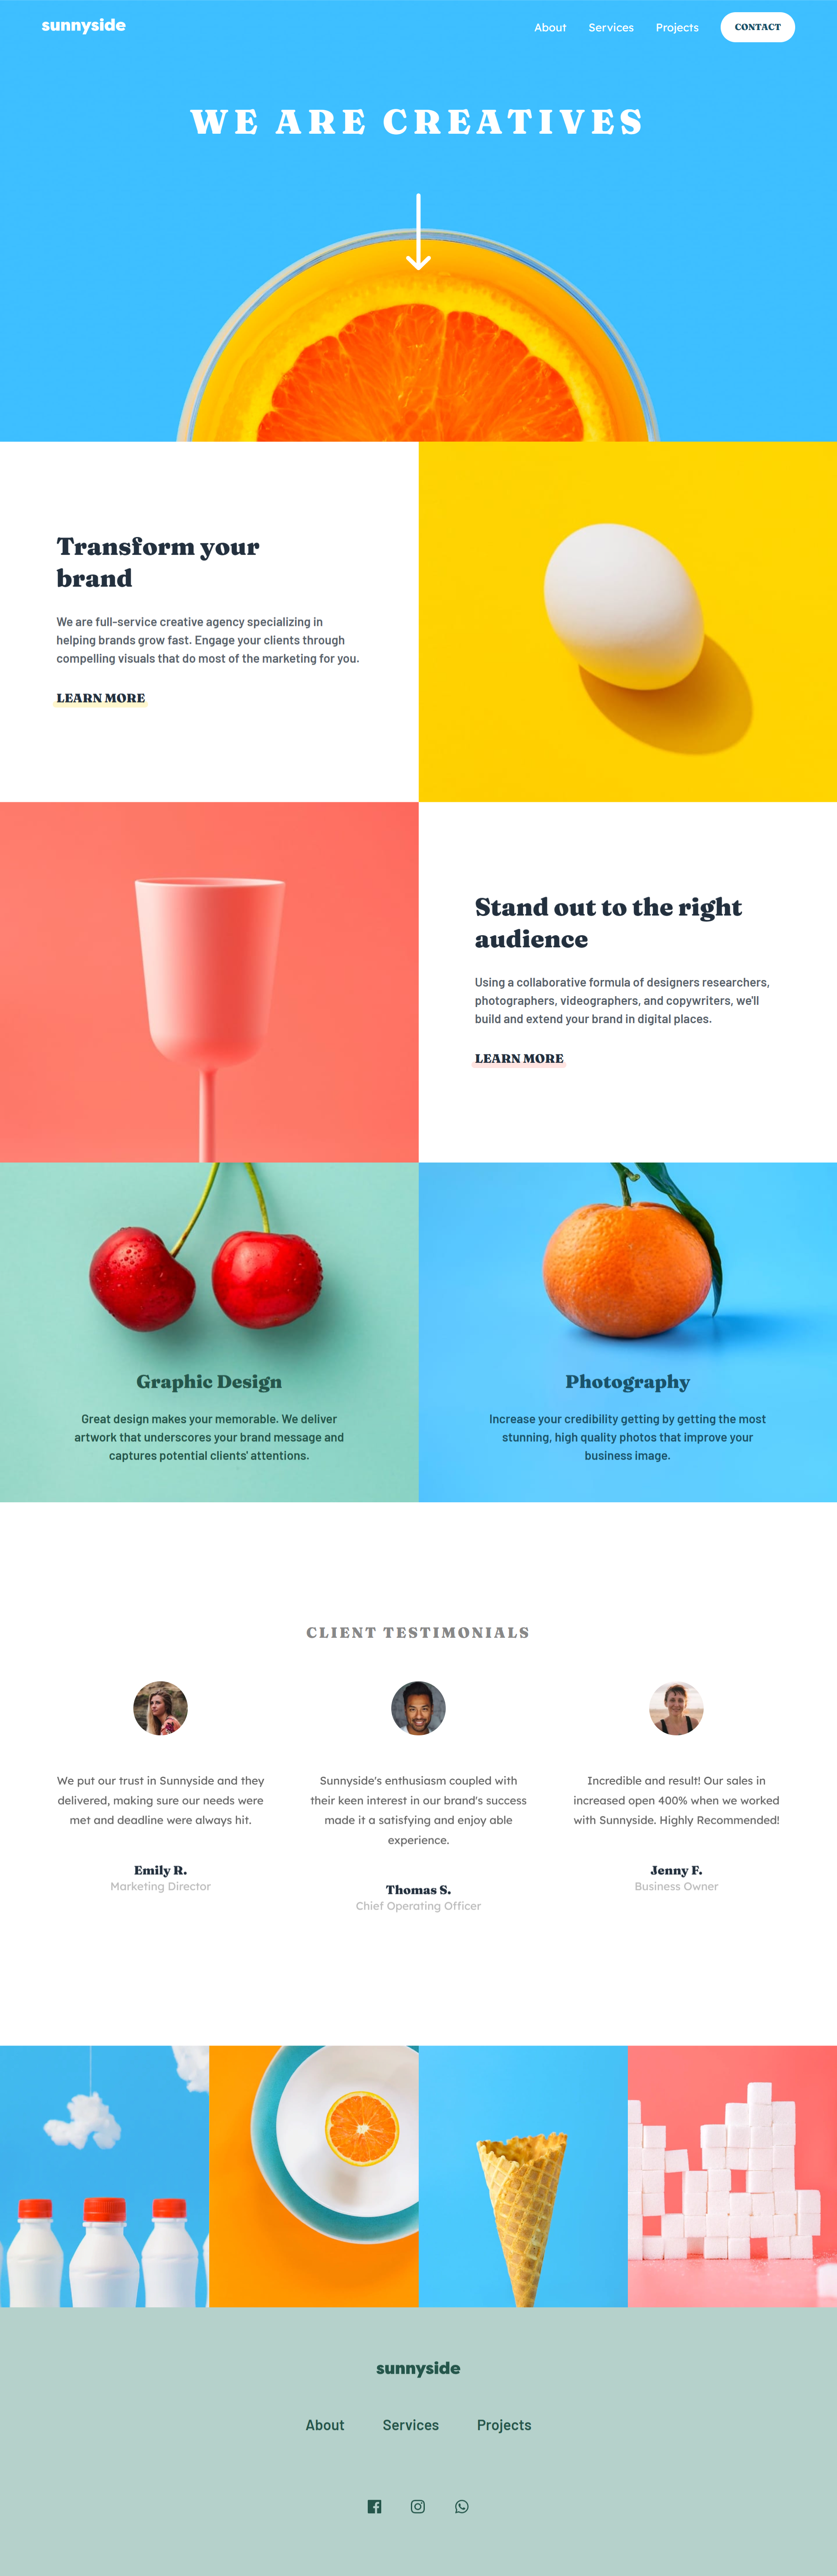 sunnyside
About Services Projects CONTACT
WE ARE CREATIVES
Transform your
brand
We are full-service creative agency specializing in
helping brands grow fast. Engage your clients through
compelling visuals that do most of the marketing for you.
LEARN MORE
Stand out to the right
audience
Using a collaborative formula of designers researchers,
photographers, videographers, and copywriters, we'll
build and extend your brand in digital places.
LEARN MORE
Graphic Design
Great design makes your memorable. We deliver
artwork that underscores your brand message and
captures potential clients' attentions.
Photography
Increase your credibility getting by getting the most
stunning, high quality photos that improve your
business image.
CLIENT TESTIMONIALS
We put our trust in Sunnyside and they
delivered, making sure our needs were
met and deadline were always hit.
Emily R.
Marketing Director
Sunnyside's enthusiasm coupled with
their keen interest in our brand's success
made it a satisfying and enjoy able
experience.
Thomas S.
Chief Operating Officer
Incredible and result! Our sales in
increased open 400% when we worked
with Sunnyside. Highly Recommended!
Jenny F.
Business Owner
sunnyside
About Services Projects